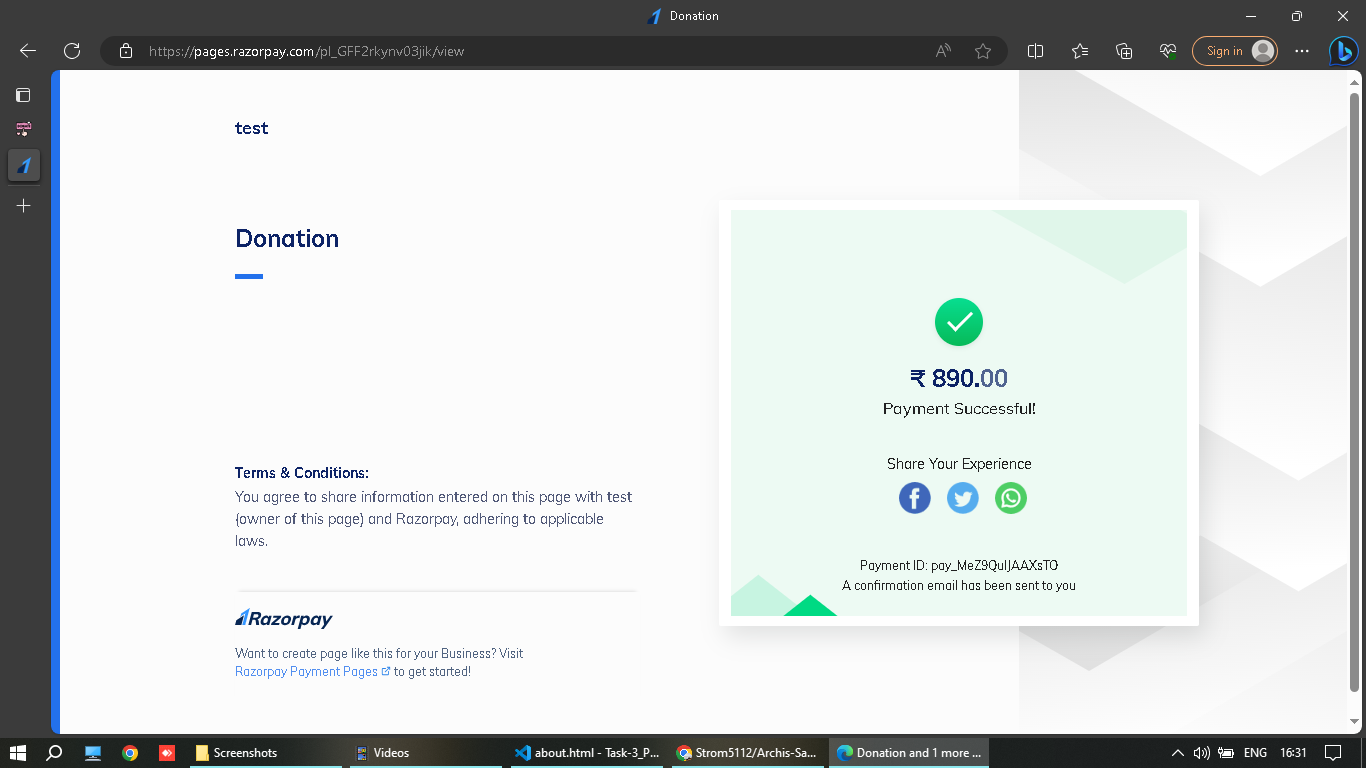 Donation
https://pages.razorpay.com/pl_GFF2rkynv03jik/view
Sign in
test
Donation
₹ 890.00
Payment Successful!
Share Your Experience
Terms & Conditions:
You agree to share information entered on this page with test
(owner of this page) and Razorpay, adhering to applicable
laws.
Payment ID: pay_MeZ9QuIJAAXsTO
A confirmation email has been sent to you
Razorpay
Want to create page like this for your Business? Visit
Razorpay Payment Pages to get started!
Screenshots
Videos
about.html - Task-3_P...
Strom5112/Archis-Sa...
Donation and 1 more ...
ENG
16:31